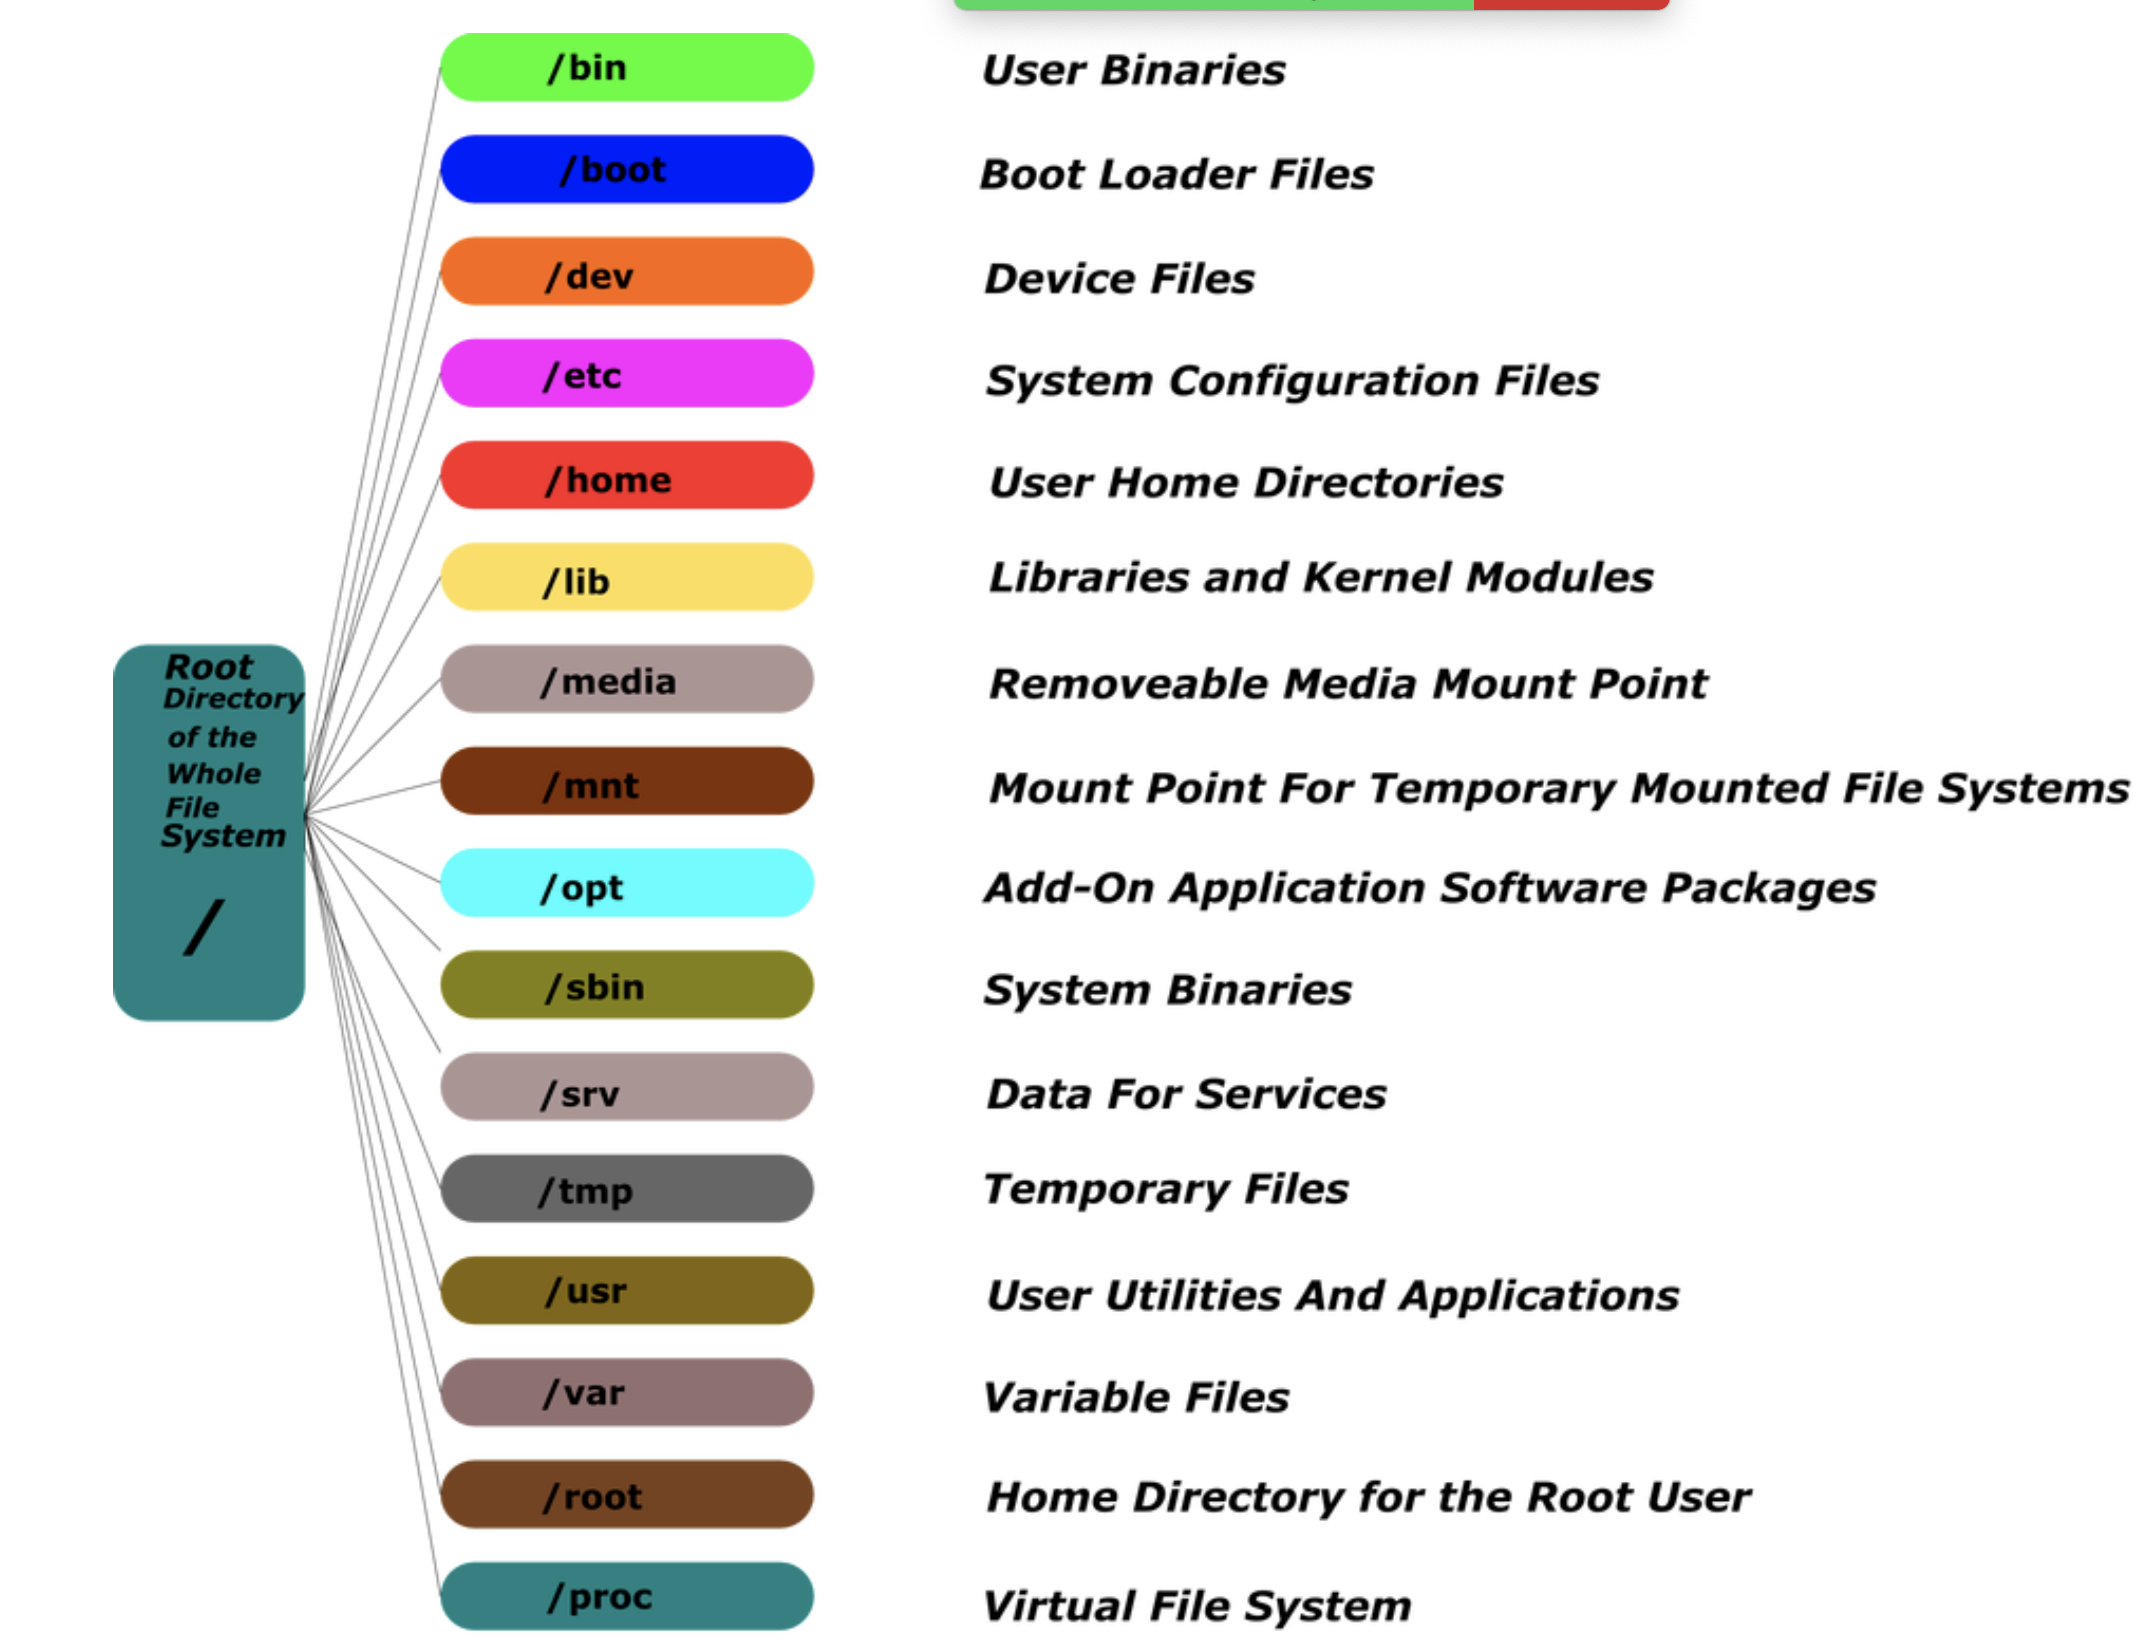 /bin User Binaries
/boot Boot Loader Files
/dev Device Files
/etc System Configuration Files
/home User Home Directories
/lib Libraries and Kernel Modules
/media Removeable Media Mount Point
/mnt Mount Point For Temporary Mounted File Systems
/opt Add-On Application Software Packages
/sbin System Binaries
/srv Data For Services
/tmp Temporary Files
/usr User Utilities And Applications
/var Variable Files
/root Home Directory for the Root User
/proc Virtual File System
Root
Directory
of the
Whole
File
System
/